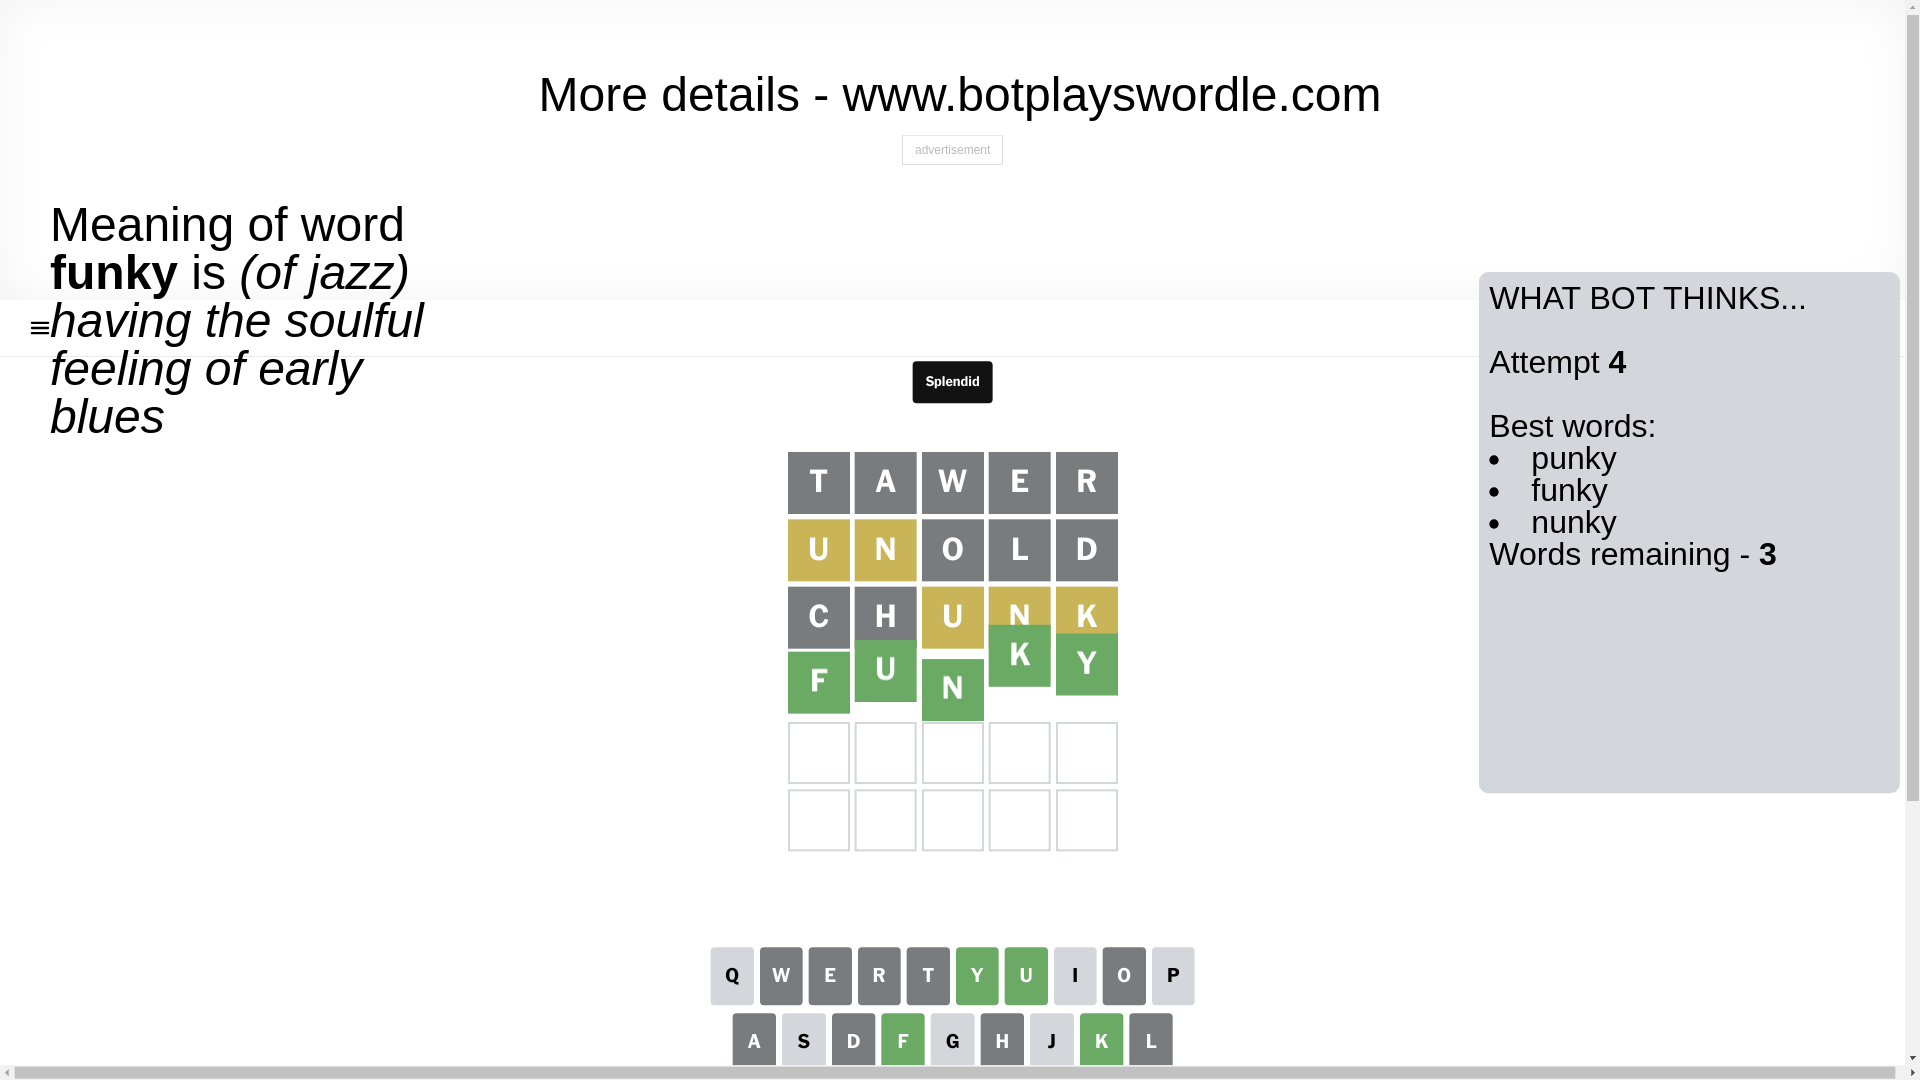 More details - www.botplayswordle.com
advertisement
Meaning of word
funky is (of jazz)
having the soulful
feeling of early
blues
WHAT BOT THINKS...
Attempt 4
Best words:
• punky
• funky
• nunky
Words remaining - 3
Splendid
T A W E R
U N O L D
C H U N K
F U N K Y
Q W E R T Y U I O P
A S D F G H J K L